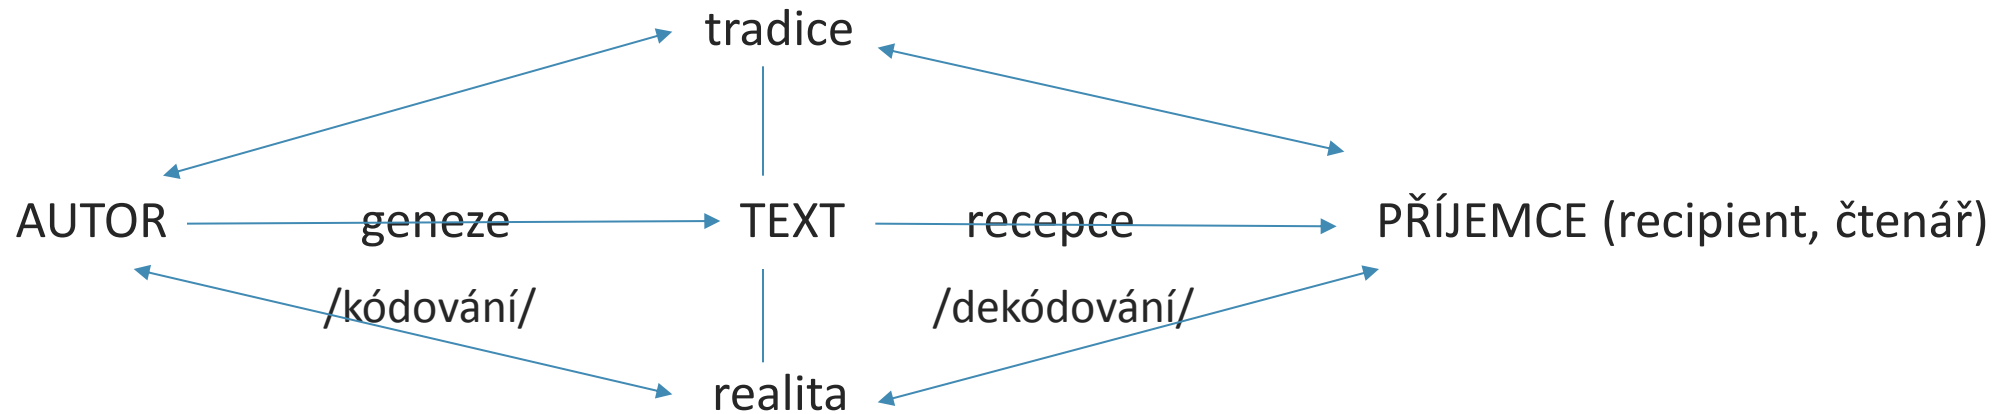 tradice
AUTOR geneze TEXT recepce PŘÍJEMCE (recipient, čtenář)
/kódování/ /dekódování/
realita